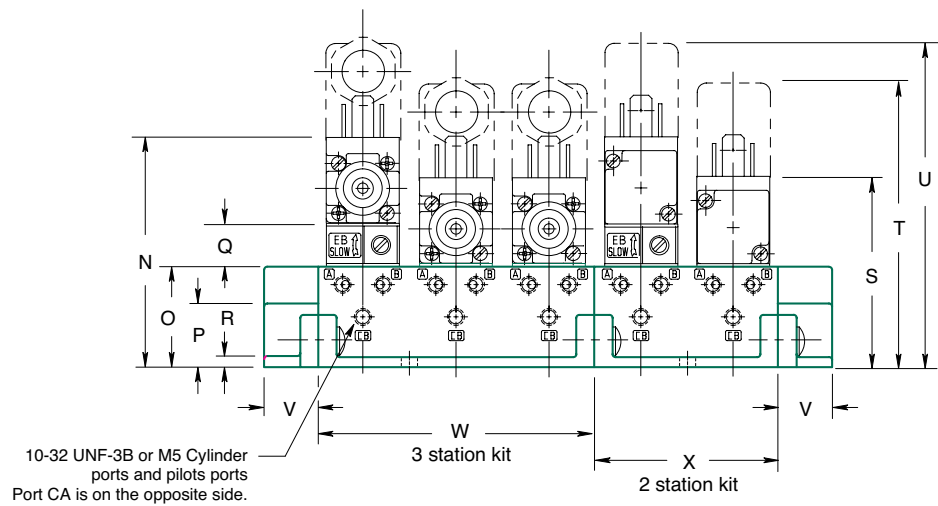 U
T
N
Q
S
EB
SLOW
EB
SLOW
A
B
A
B
A
B
A
B
A
B
O
P
R
CB
CB
CB
CB
CB
V
W
3 station kit
X
2 station kit
V
10-32 UNF-3B or M5 Cylinder
ports and pilots ports
Port CA is on the opposite side.